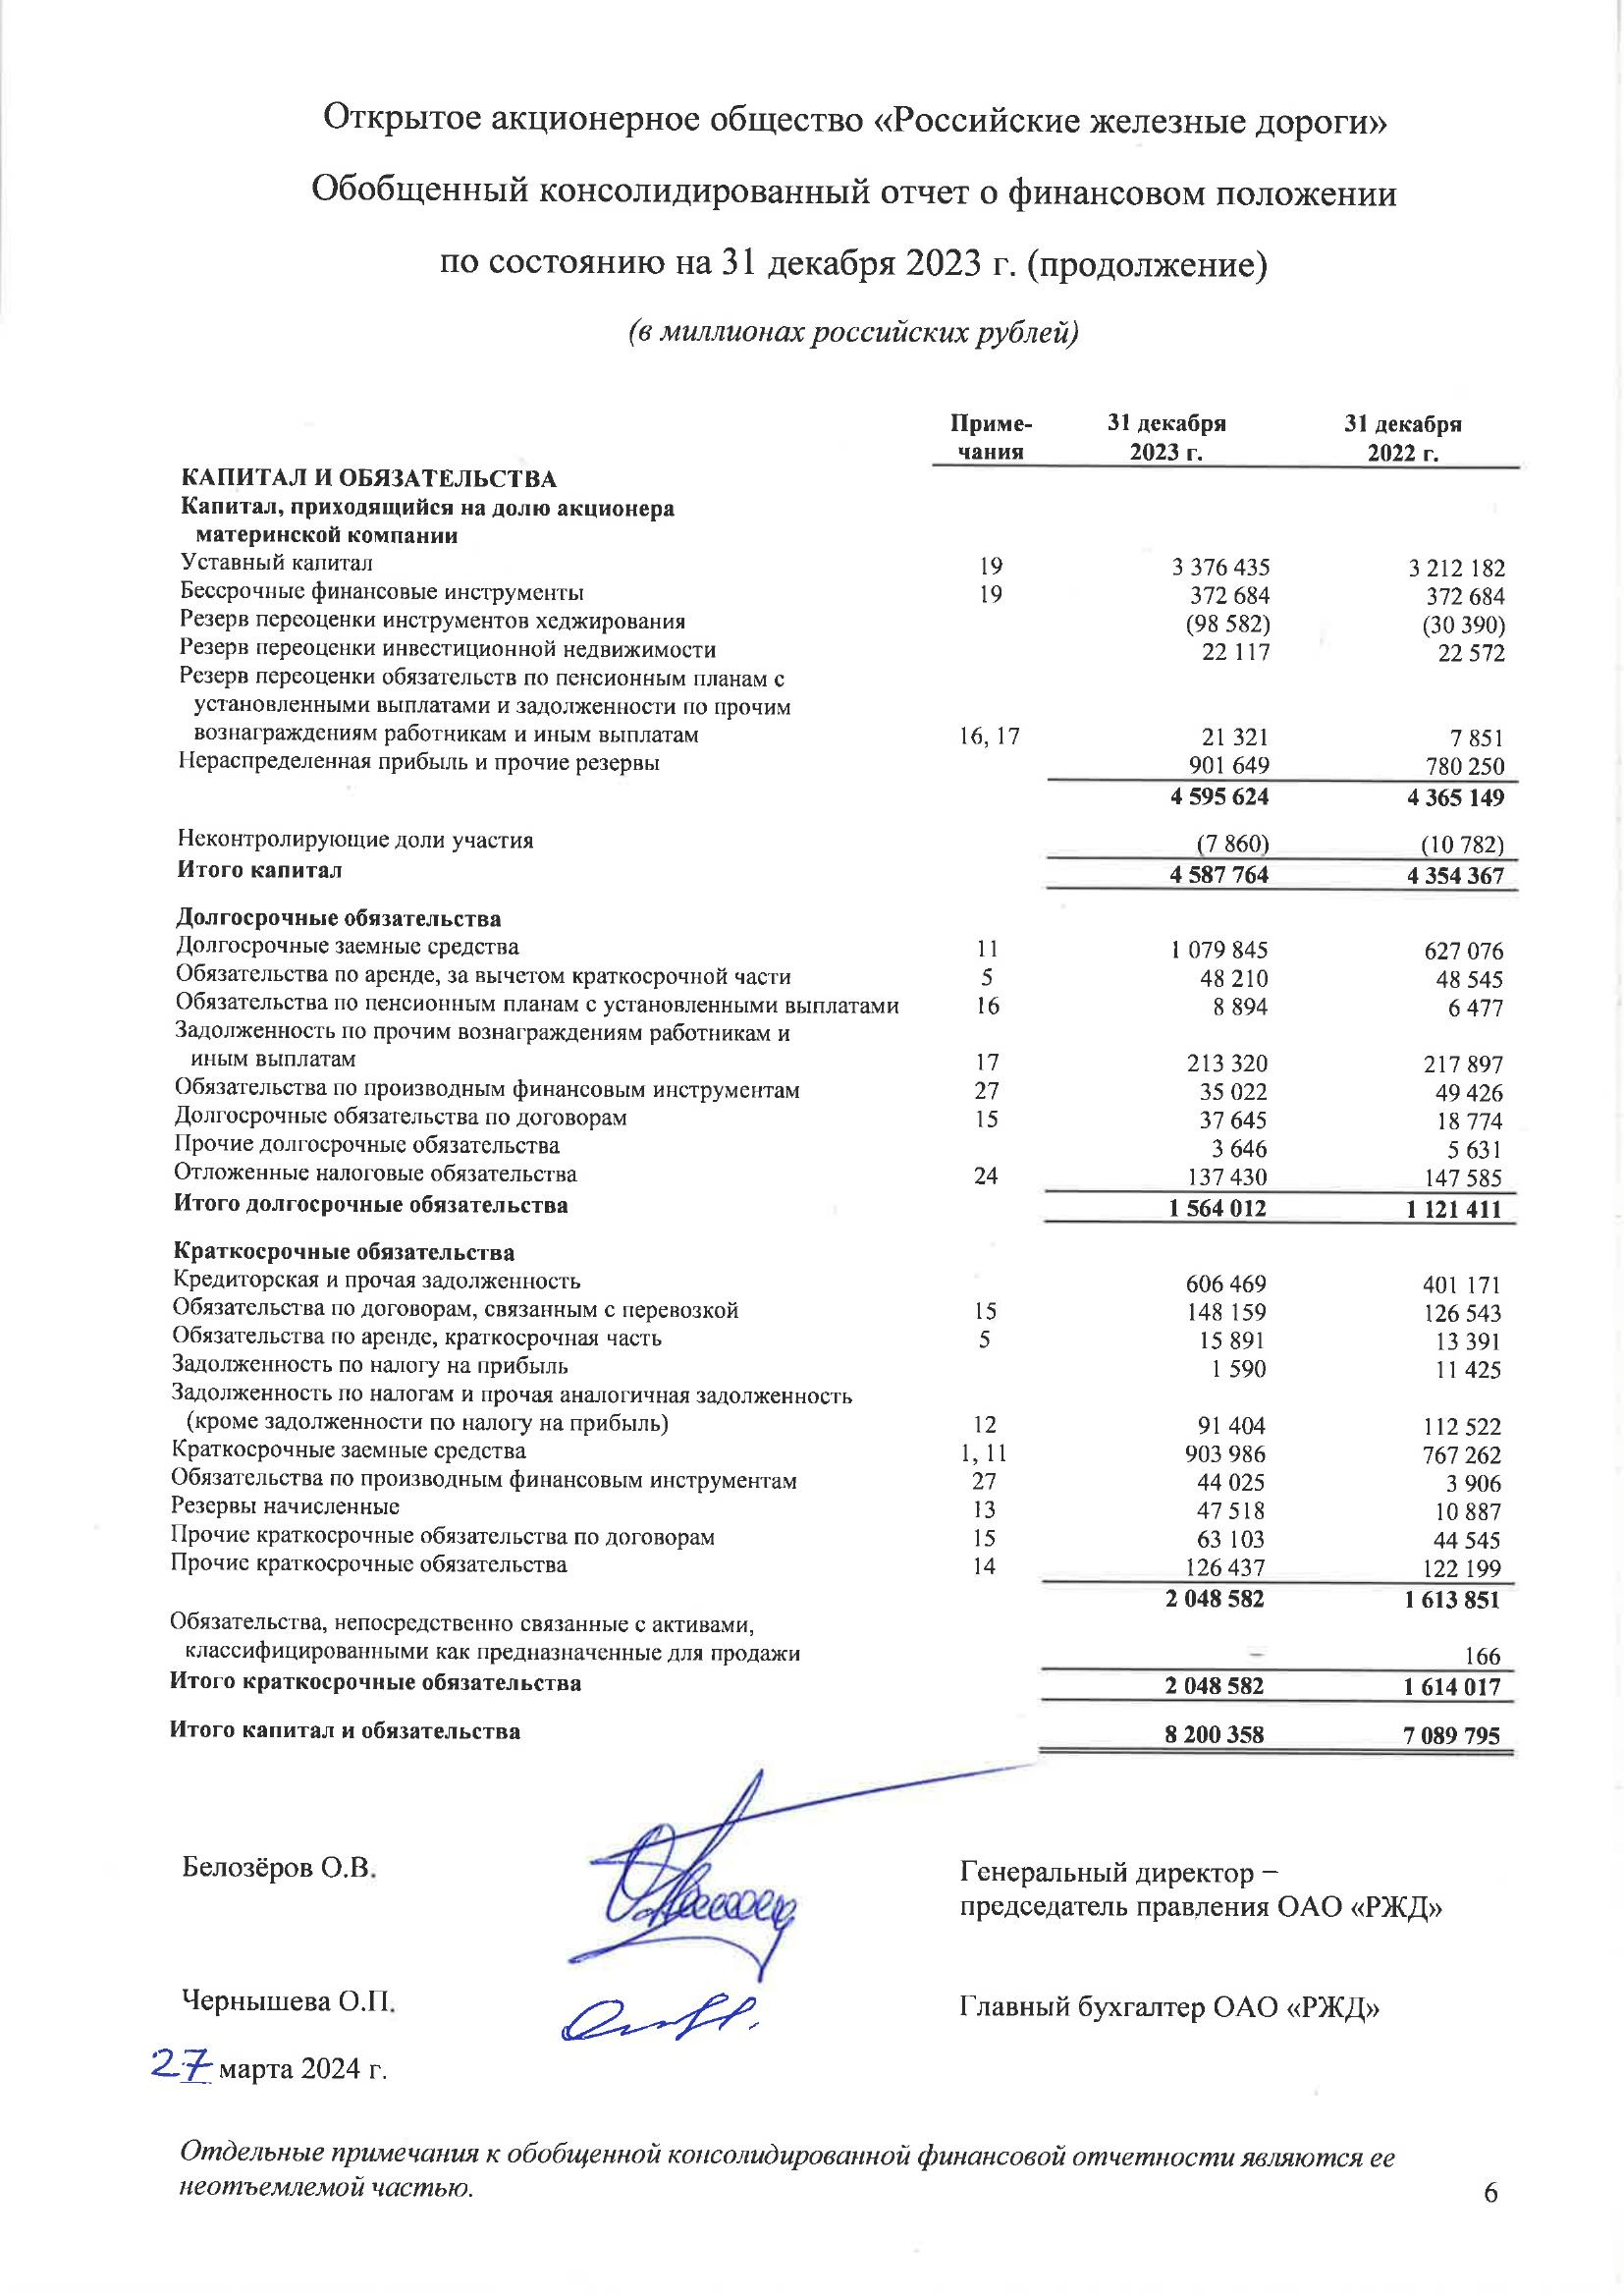 Открытое акционерное общество «Российские железные дороги»
Обобщенный консолидированный отчет о финансовом положении
по состоянию на 31 декабря 2023 г. (продолжение)
(в миллионах российских рублей)
Приме- 31 декабря 31 декабря
чания 2023 г. 2022 г.
КАПИТАЛ И ОБЯЗАТЕЛЬСТВА
Капитал, приходящийся на долю акционера
материнской компании
Уставный капитал 19 3 376 435 3 212 182
Бессрочные финансовые инструменты 19 372 684 372 684
Резерв переоценки инструментов хеджирования (98 582) (30 390)
Резерв переоценки инвестиционной недвижимости 22 117 22 572
Резерв переоценки обязательств по пенсионным планам с
установленными выплатами и задолженности по прочим
вознаграждениям работникам и иным выплатам 16, 17 21 321 7 851
Нераспределенная прибыль и прочие резервы 901 649 780 250
4 595 624 4 365 149
Неконтролирующие доли участия (7 860) (10 782)
Итого капитал 4 587 764 4 354 367
Долгосрочные обязательства
Долгосрочные заемные средства 11 1 079 845 627 076
Обязательства по аренде, за вычетом краткосрочной части 5 48 210 48 545
Обязательства по пенсионным планам с установленными выплатами 16 8 894 6 477
Задолженность по прочим вознаграждениям работникам и
иным выплатам 17 213 320 217 897
Обязательства по производным финансовым инструментам 27 35 022 49 426
Долгосрочные обязательства по договорам 15 37 645 18 774
Прочие долгосрочные обязательства 3 646 5 631
Отложенные налоговые обязательства 24 137 430 147 585
Итого долгосрочные обязательства 1 564 012 1 121 411
Краткосрочные обязательства
Кредиторская и прочая задолженность 606 469 401 171
Обязательства по договорам, связанным с перевозкой 15 148 159 126 543
Обязательства по аренде, краткосрочная часть 5 15 891 13 391
Задолженность по налогу на прибыль 1 590 11 425
Задолженность по налогам и прочая аналогичная задолженность
(кроме задолженности по налогу на прибыль) 12 91 404 112 522
Краткосрочные заемные средства 1, 11 903 986 767 262
Обязательства по производным финансовым инструментам 27 44 025 3 906
Резервы начисленные 13 47 518 10 887
Прочие краткосрочные обязательства по договорам 15 63 103 44 545
Прочие краткосрочные обязательства 14 126 437 122 199
2 048 582 1 613 851
Обязательства, непосредственно связанные с активами,
классифицированными как предназначенные для продажи – 166
Итого краткосрочные обязательства 2 048 582 1 614 017
Итого капитал и обязательства 8 200 358 7 089 795
Белозёров О.В. Генеральный директор –
председатель правления ОАО «РЖД»
Чернышева О.П. Главный бухгалтер ОАО «РЖД»
27 марта 2024 г.
Отдельные примечания к обобщенной консолидированной финансовой отчетности являются ее
неотъемлемой частью.
6